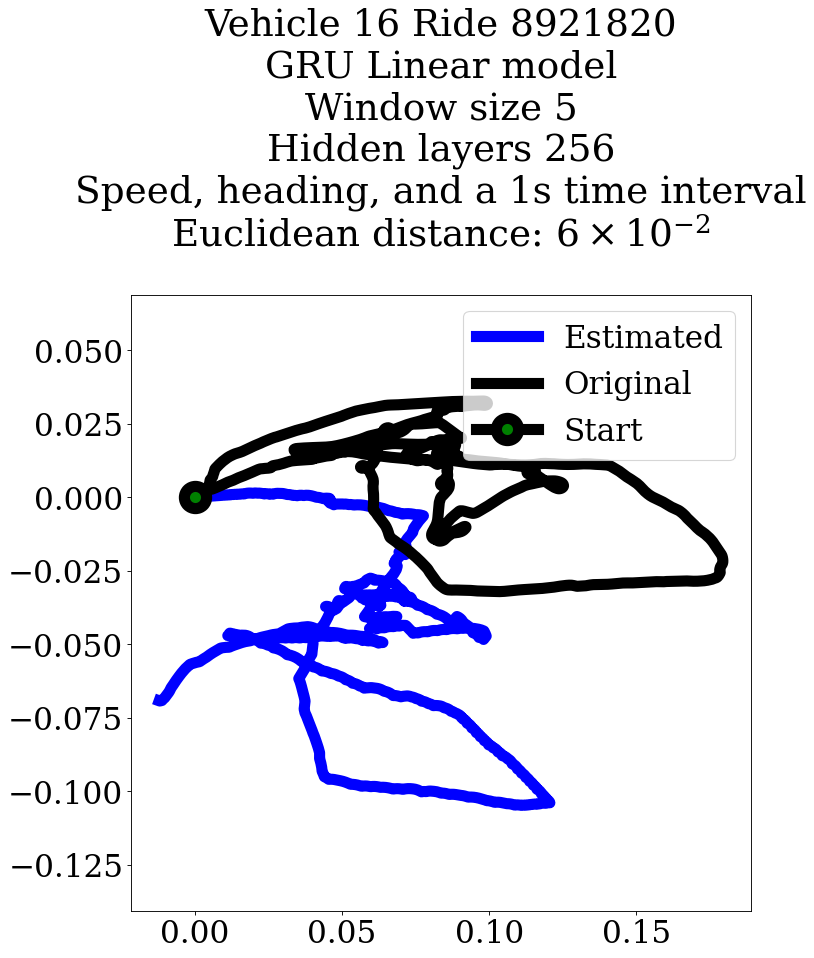 Vehicle 16 Ride 8921820
GRU Linear model
Window size 5
Hidden layers 256
Speed, heading, and a 1s time interval
Euclidean distance: 6 × 10⁻²
Estimated
Original
Start
0.050
0.025
0.000
−0.025
−0.050
−0.075
−0.100
−0.125
0.00 0.05 0.10 0.15